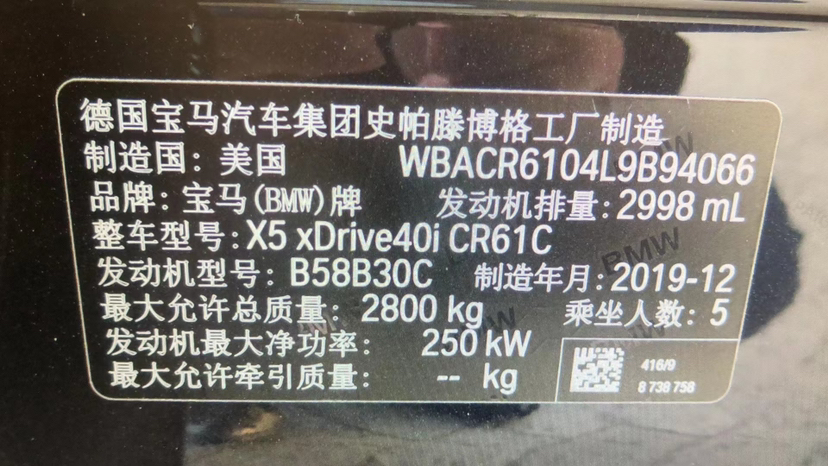 德国宝马汽车集团史帕滕博格工厂制造
制造国：美国 WBACR6104L9B94066
品牌：宝马(BMW)牌 发动机排量：2998 mL
整车型号：X5 xDrive40i CR61C
发动机型号：B58B30C 制造年月：2019-12
最大允许总质量：2800 kg 乘坐人数：5
发动机最大净功率：250 kW
最大允许牵引质量：-- kg
416/9
8 738 758
BMW
BMW